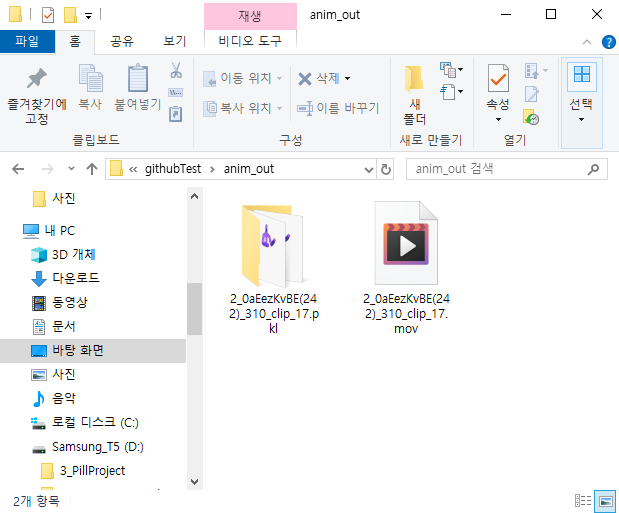 재생
anim_out
파일
홈
공유
보기
비디오 도구
즐겨찾기에
고정
복사
붙여넣기
클립보드
이동 위치
복사 위치
삭제
이름 바꾸기
구성
새
폴더
새로 만들기
속성
열기
선택
« githubTest > anim_out
anim_out 검색
사진
내 PC
3D 개체
다운로드
동영상
문서
바탕 화면
사진
음악
로컬 디스크 (C:)
Samsung_T5 (D:)
3_PillProject
2_0aEezKvBE(24
2)_310_clip_17.p
kl
2_0aEezKvBE(24
2)_310_clip_17.
mov
2개 항목